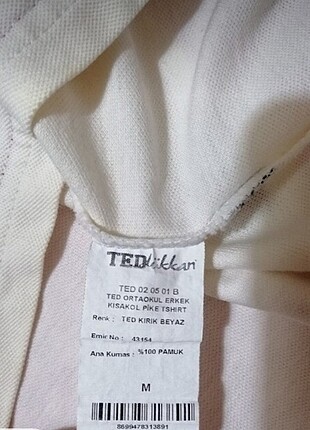 TEDdükkan
TED 02 05 01 B
TED ORTAOKUL ERKEK
KISAKOL PİKE TSHIRT
Renk : TED KIRIK BEYAZ
Emir No : 43154
Ana Kumaş : %100 PAMUK
M
8699478313891